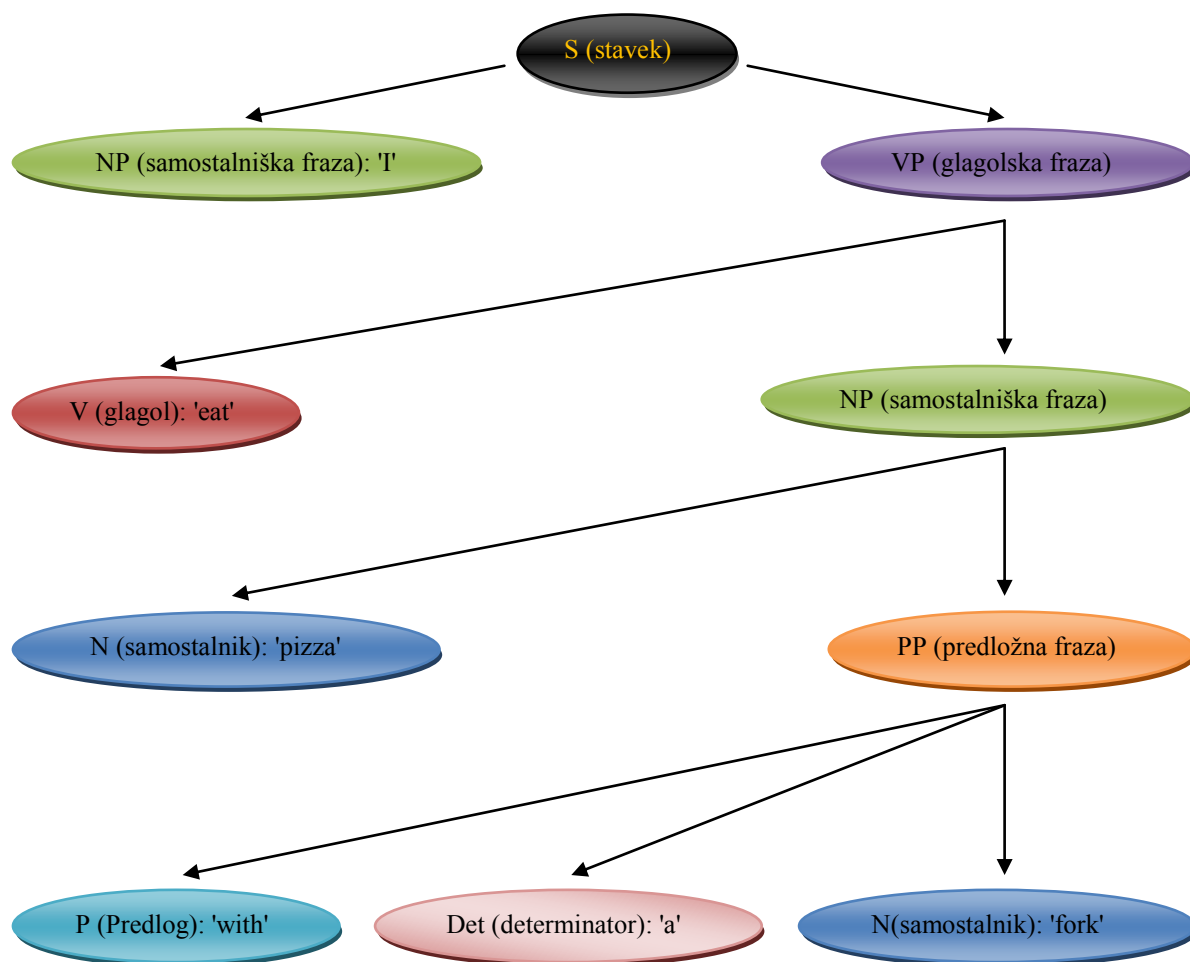 S (stavek)
NP (samostalniška fraza): 'I'
VP (glagolska fraza)
V (glagol): 'eat'
NP (samostalniška fraza)
N (samostalnik): 'pizza'
PP (predložna fraza)
P (Predlog): 'with'
Det (determinator): 'a'
N(samostalnik): 'fork'